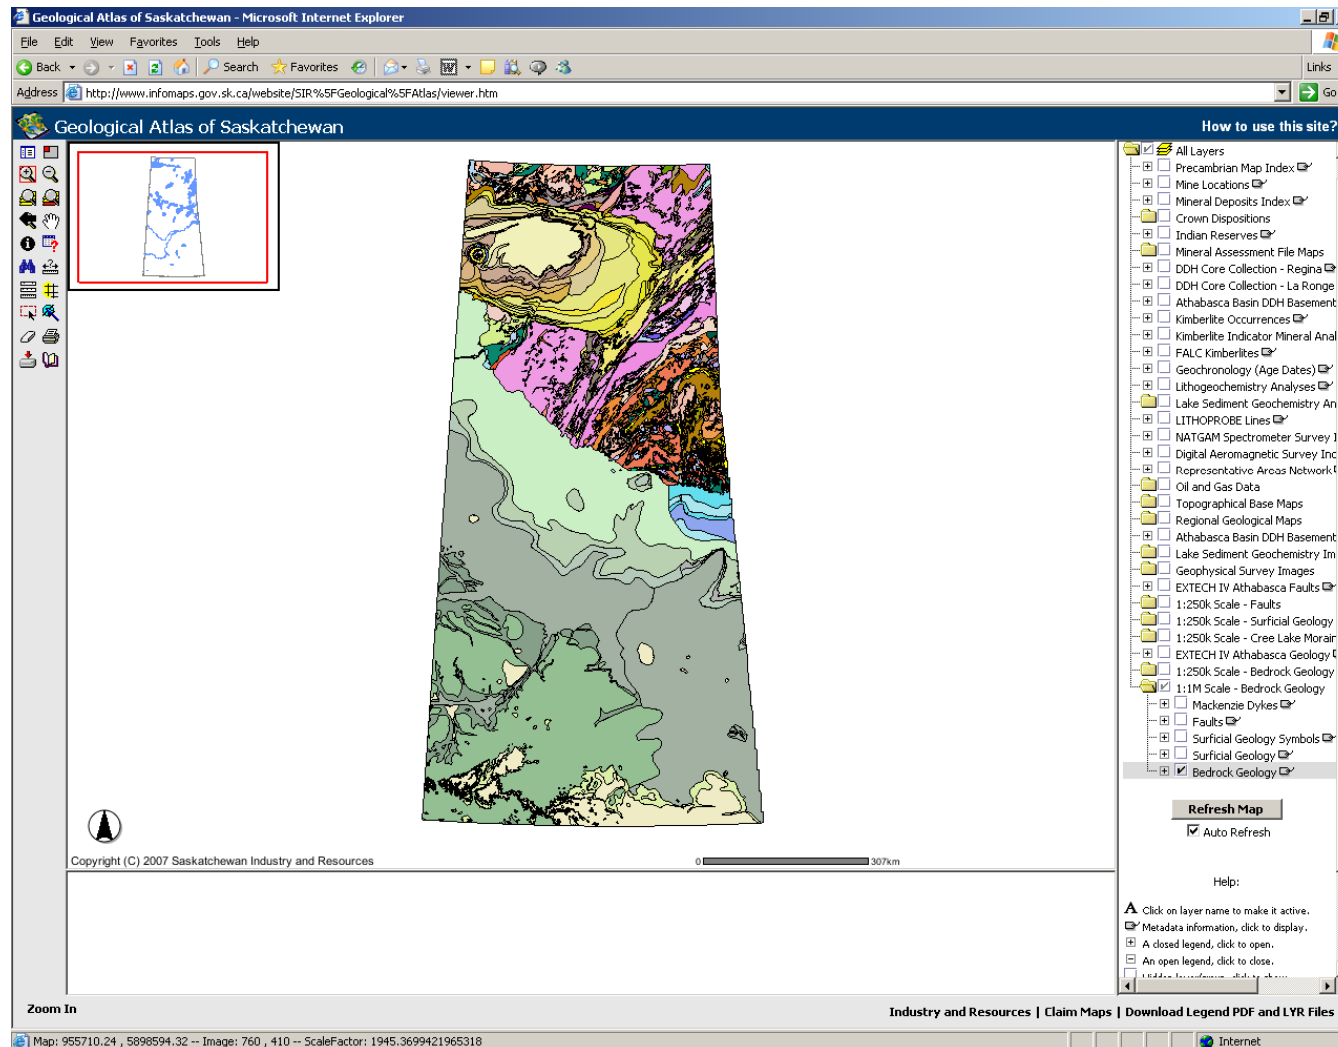 Geological Atlas of Saskatchewan - Microsoft Internet Explorer
File Edit View Favorites Tools Help
Back Search Favorites
Links
Address http://www.infomaps.gov.sk.ca/website/SIR%5FGeological%5FAtlas/viewer.htm Go
Geological Atlas of Saskatchewan
How to use this site?
All Layers
Precambrian Map Index
Mine Locations
Mineral Deposits Index
Crown Dispositions
Indian Reserves
Mineral Assessment File Maps
DDH Core Collection - Regina
DDH Core Collection - La Ronge
Athabasca Basin DDH Basement
Kimberlite Occurrences
Kimberlite Indicator Mineral Anal
FALC Kimberlites
Geochronology (Age Dates)
Lithogeochemistry Analyses
Lake Sediment Geochemistry An
LITHOPROBE Lines
NATGAM Spectrometer Survey I
Digital Aeromagnetic Survey Ind
Representative Areas Network
Oil and Gas Data
Topographical Base Maps
Regional Geological Maps
Athabasca Basin DDH Basement
Lake Sediment Geochemistry Im
Geophysical Survey Images
EXTECH IV Athabasca Faults
1:250k Scale - Faults
1:250k Scale - Surficial Geology
1:250k Scale - Cree Lake Morain
EXTECH IV Athabasca Geology
1:250k Scale - Bedrock Geology
1:1M Scale - Bedrock Geology
Mackenzie Dykes
Faults
Surficial Geology Symbols
Surficial Geology
Bedrock Geology
Refresh Map
Auto Refresh
Copyright (C) 2007 Saskatchewan Industry and Resources
0 307km
Help:
A Click on layer name to make it active.
Metadata information, click to display.
A closed legend, click to open.
An open legend, click to close.
Zoom In
Industry and Resources | Claim Maps | Download Legend PDF and LYR Files
Map: 955710.24 , 5898594.32 -- Image: 760 , 410 -- ScaleFactor: 1945.3699421965318
Internet